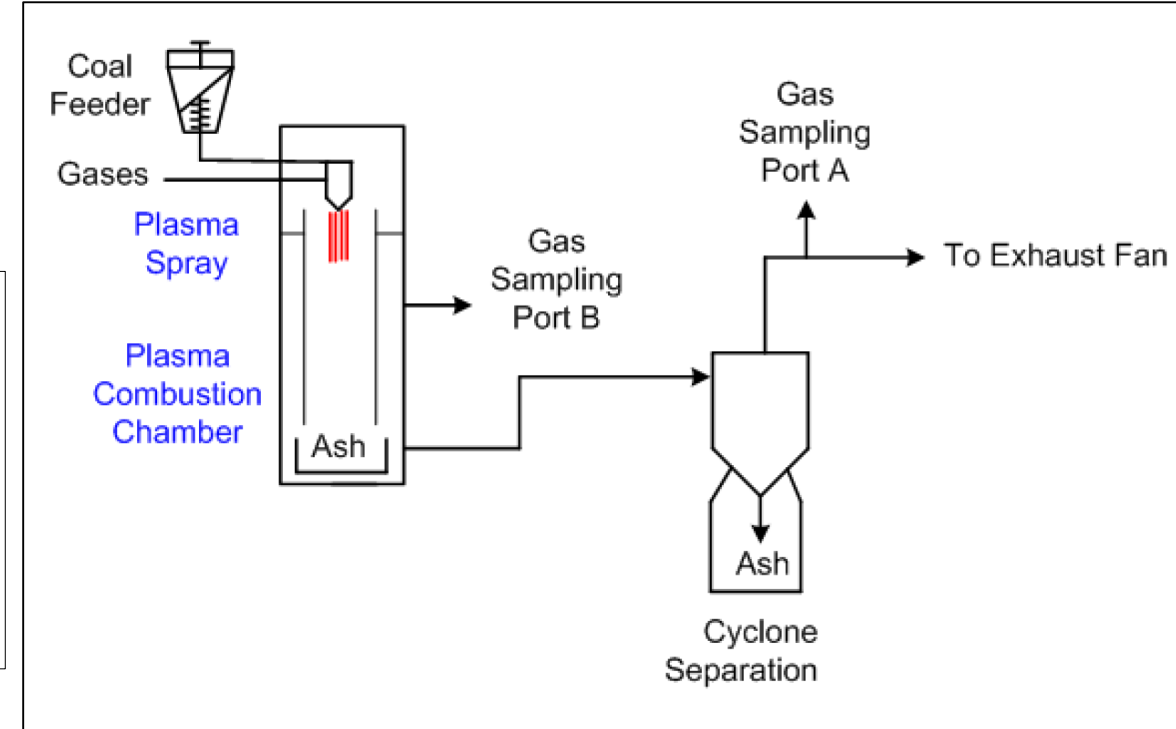 Coal
Feeder
Gases
Plasma
Spray
Plasma
Combustion
Chamber
Ash
Gas
Sampling
Port B
Gas
Sampling
Port A
To Exhaust Fan
Ash
Cyclone
Separation